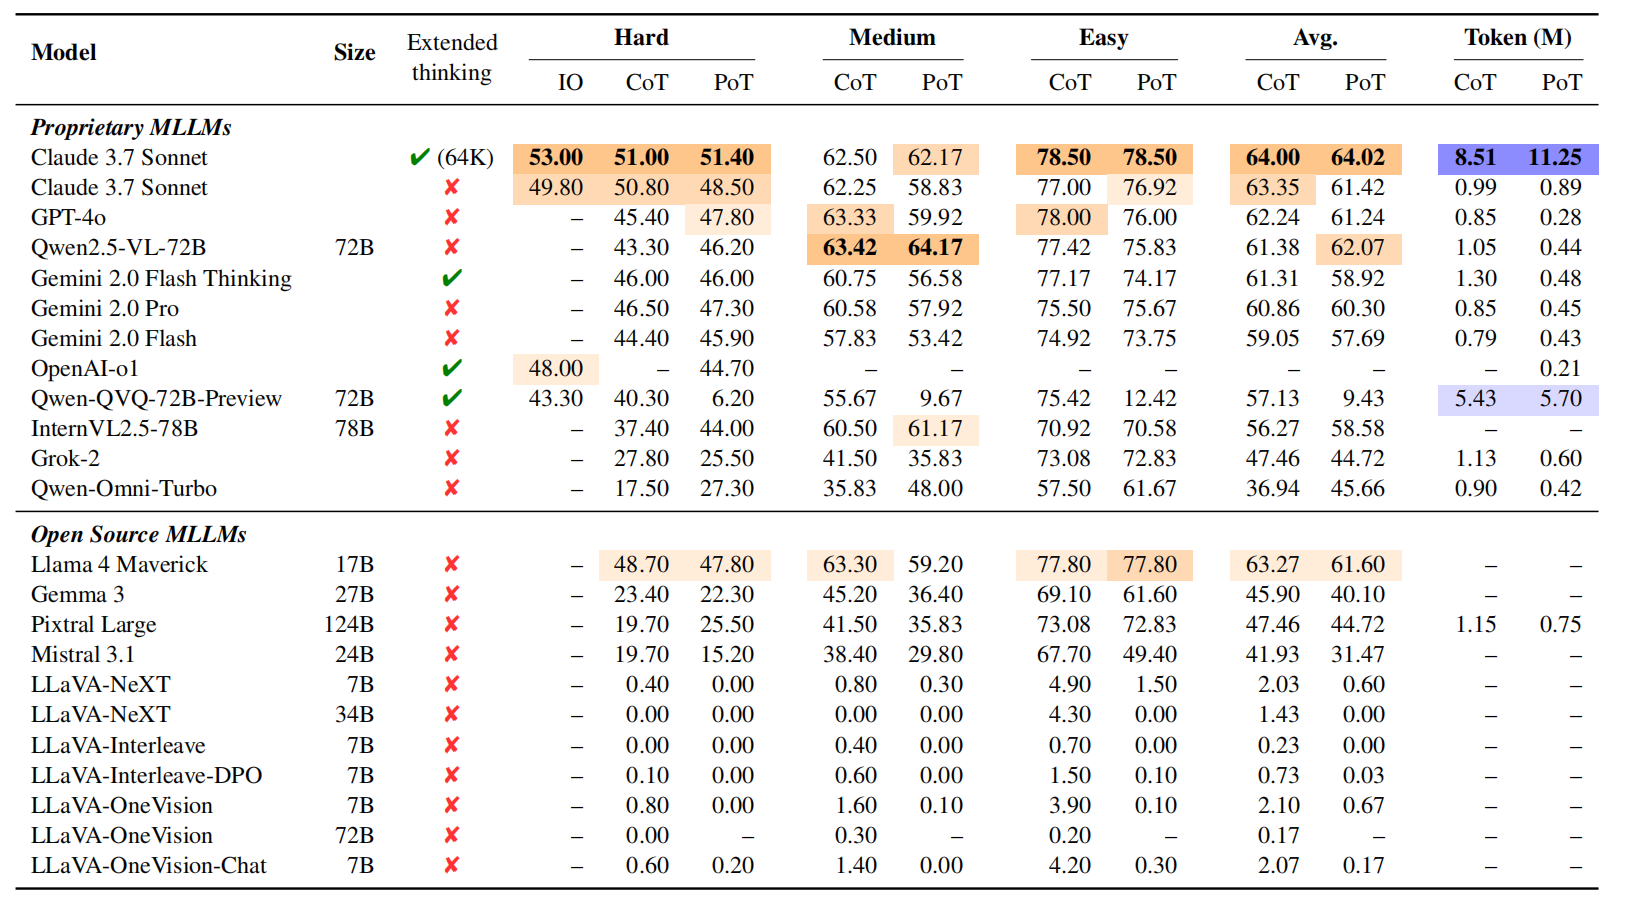 Model Size Extended thinking Hard Medium Easy Avg. Token (M)
IO CoT PoT CoT PoT CoT PoT CoT PoT CoT PoT
Proprietary MLLMs
Claude 3.7 Sonnet ✔ (64K) 53.00 51.00 51.40 62.50 62.17 78.50 78.50 64.00 64.02 8.51 11.25
Claude 3.7 Sonnet ✘ 49.80 50.80 48.50 62.25 58.83 77.00 76.92 63.35 61.42 0.99 0.89
GPT-4o ✘ – 45.40 47.80 63.33 59.92 78.00 76.00 62.24 61.24 0.85 0.28
Qwen2.5-VL-72B 72B ✘ – 43.30 46.20 63.42 64.17 77.42 75.83 61.38 62.07 1.05 0.44
Gemini 2.0 Flash Thinking ✔ – 46.00 46.00 60.75 56.58 77.17 74.17 61.31 58.92 1.30 0.48
Gemini 2.0 Pro ✘ – 46.50 47.30 60.58 57.92 75.50 75.67 60.86 60.30 0.85 0.45
Gemini 2.0 Flash ✘ – 44.40 45.90 57.83 53.42 74.92 73.75 59.05 57.69 0.79 0.43
OpenAI-o1 ✔ 48.00 – 44.70 – – – – – – 0.21
Qwen-QVQ-72B-Preview 72B ✔ 43.30 40.30 6.20 55.67 9.67 75.42 12.42 57.13 9.43 5.43 5.70
InternVL2.5-78B 78B ✘ – 37.40 44.00 60.50 61.17 70.92 70.58 56.27 58.58 – –
Grok-2 ✘ – 27.80 25.50 41.50 35.83 73.08 72.83 47.46 44.72 1.13 0.60
Qwen-Omni-Turbo ✘ – 17.50 27.30 35.83 48.00 57.50 61.67 36.94 45.66 0.90 0.42
Open Source MLLMs
Llama 4 Maverick 17B ✘ – 48.70 47.80 63.30 59.20 77.80 77.80 63.27 61.60 – –
Gemma 3 27B ✘ – 23.40 22.30 45.20 36.40 69.10 61.60 45.90 40.10 – –
Pixtral Large 124B ✘ – 19.70 25.50 41.50 35.83 73.08 72.83 47.46 44.72 1.15 0.75
Mistral 3.1 24B ✘ – 19.70 15.20 38.40 29.80 67.70 49.40 41.93 31.47 – –
LLaVA-NeXT 7B ✘ – 0.40 0.00 0.80 0.30 4.90 1.50 2.03 0.60 – –
LLaVA-NeXT 34B ✘ – 0.00 0.00 0.00 0.00 4.30 0.00 1.43 0.00 – –
LLaVA-Interleave 7B ✘ – 0.00 0.00 0.40 0.00 0.70 0.00 0.23 0.00 – –
LLaVA-Interleave-DPO 7B ✘ – 0.10 0.00 0.60 0.00 1.50 0.10 0.73 0.03 – –
LLaVA-OneVision 7B ✘ – 0.80 0.00 1.60 0.10 3.90 0.10 2.10 0.67 – –
LLaVA-OneVision 72B ✘ – 0.00 – 0.30 – 0.20 – 0.17 – – –
LLaVA-OneVision-Chat 7B ✘ – 0.60 0.20 1.40 0.00 4.20 0.30 2.07 0.17 – –